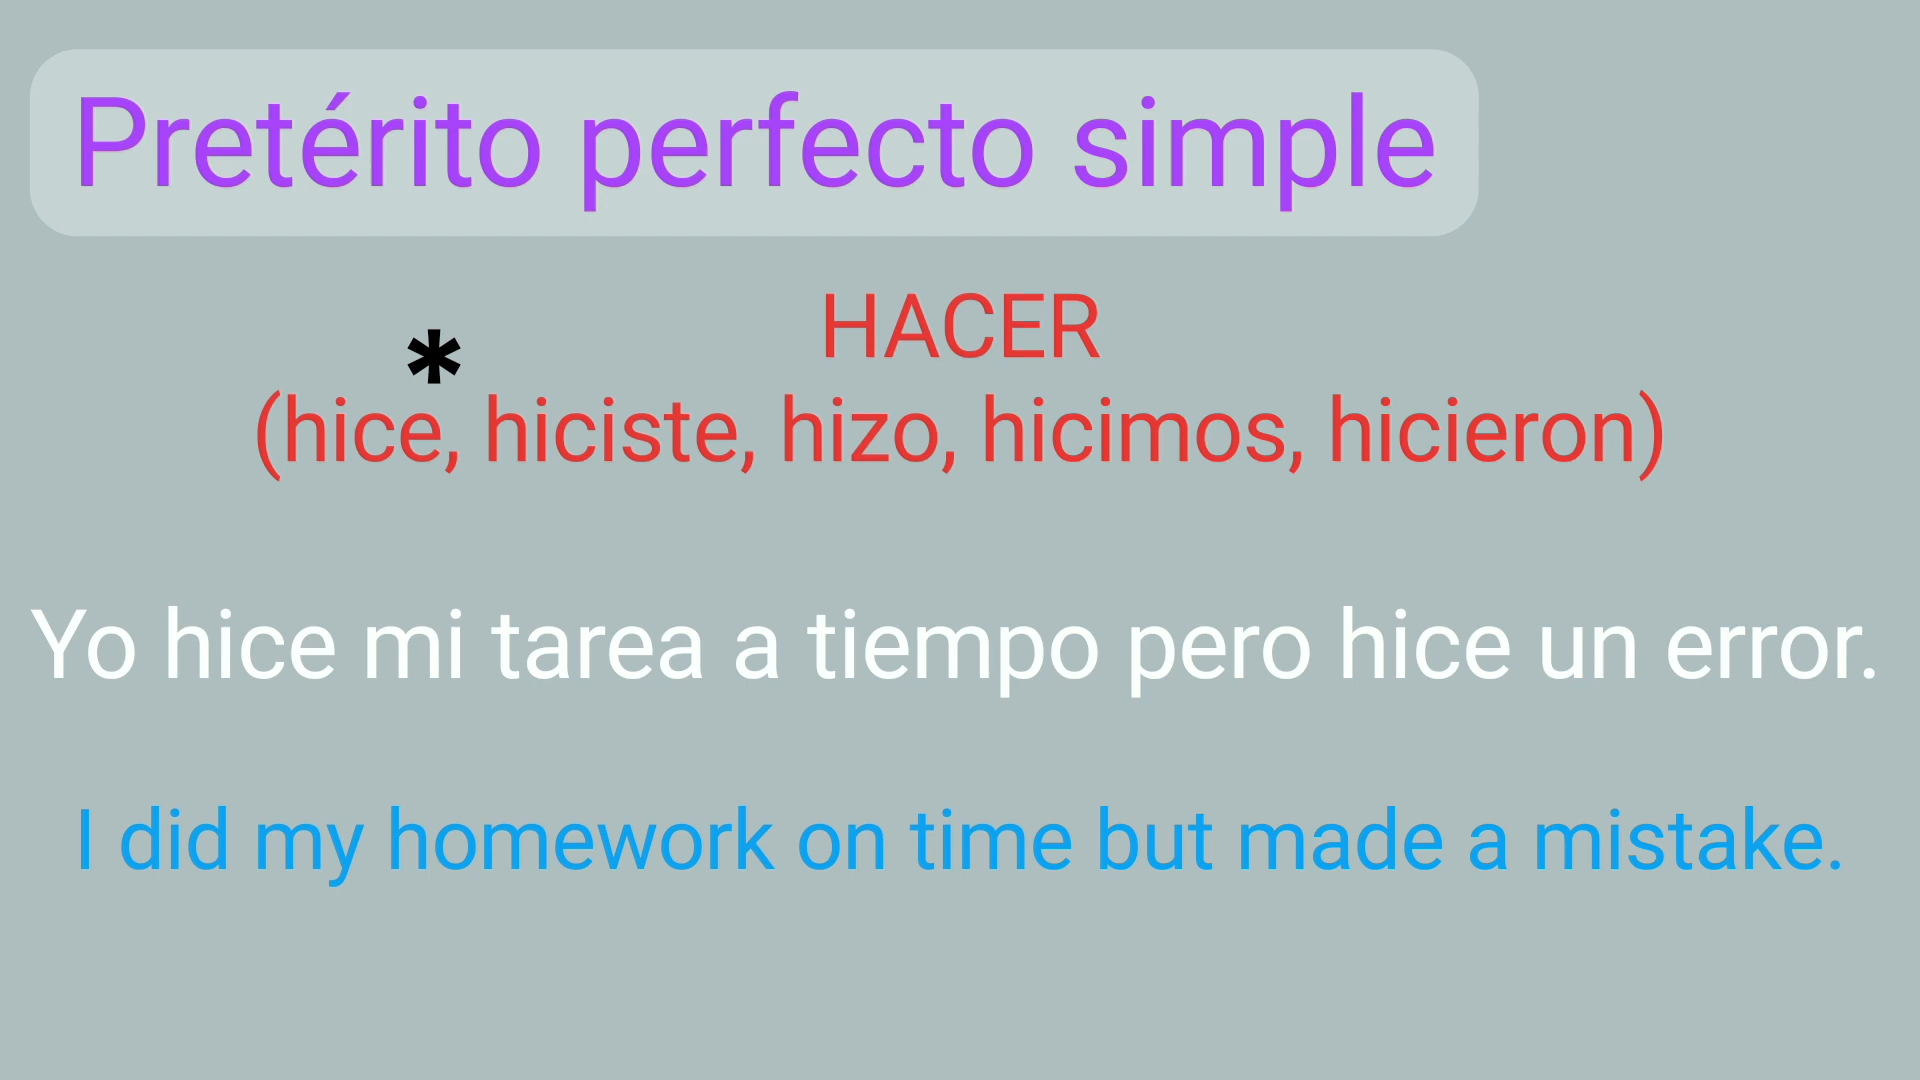 Pretérito perfecto simple
HACER
*
(hice, hiciste, hizo, hicimos, hicieron)
Yo hice mi tarea a tiempo pero hice un error.
I did my homework on time but made a mistake.